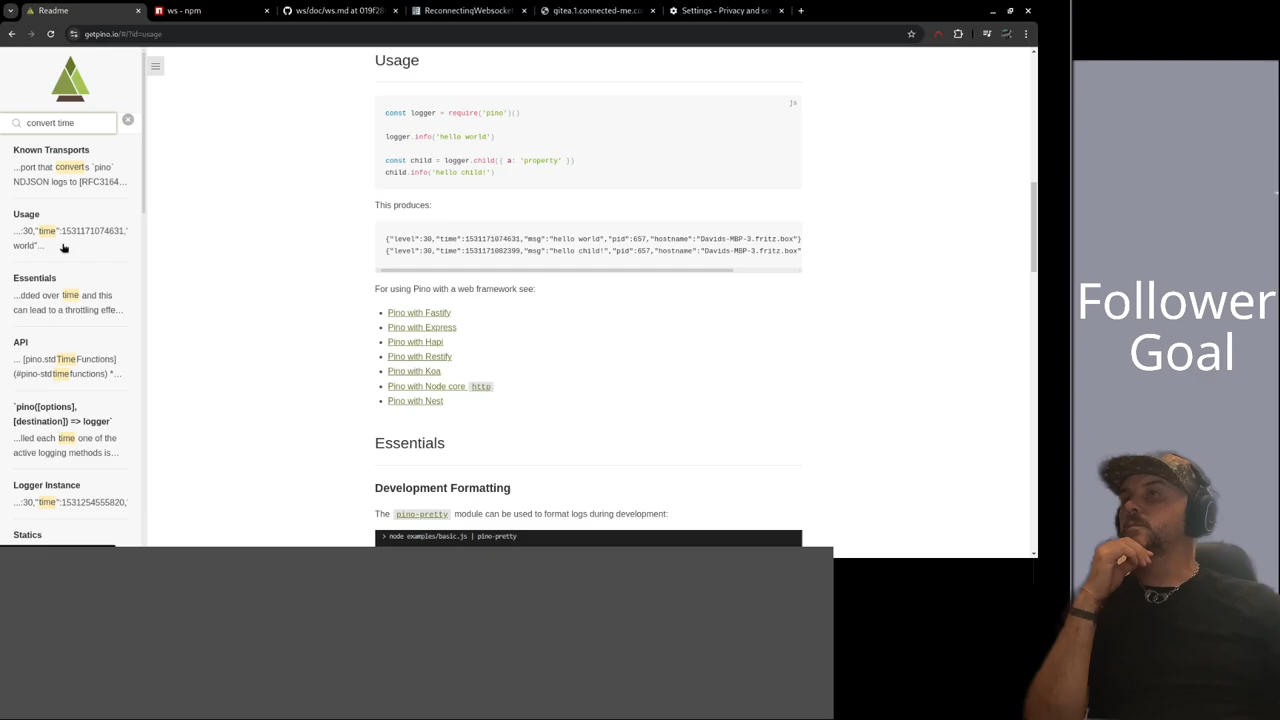 Readme
ws - npm
ws/doc/ws.md at 019f28
ReconnectingWebsocket
gitea.1.connected-me.co
Settings - Privacy and se
getpino.io/#/?id=usage
convert time
Known Transports
...port that converts `pino`
NDJSON logs to [RFC3164...
Usage
...:30,"time":1531171074631,"
world"...
Essentials
...dded over time and this
can lead to a throttling effe...
API
... [pino.stdTimeFunctions]
(#pino-stdtimefunctions) *...
`pino([options],
[destination]) => logger`
...lled each time one of the
active logging methods is...
Logger Instance
...:30,"time":1531254555820,"
Statics
Usage
js
const logger = require('pino')()
logger.info('hello world')
const child = logger.child({ a: 'property' })
child.info('hello child!')
This produces:
{"level":30,"time":1531171074631,"msg":"hello world","pid":657,"hostname":"Davids-MBP-3.fritz.box"}
{"level":30,"time":1531171082399,"msg":"hello child!","pid":657,"hostname":"Davids-MBP-3.fritz.box"
For using Pino with a web framework see:
• Pino with Fastify
• Pino with Express
• Pino with Hapi
• Pino with Restify
• Pino with Koa
• Pino with Node core http
• Pino with Nest
Essentials
Development Formatting
The pino-pretty module can be used to format logs during development:
> node examples/basic.js | pino-pretty
Follower
Goal